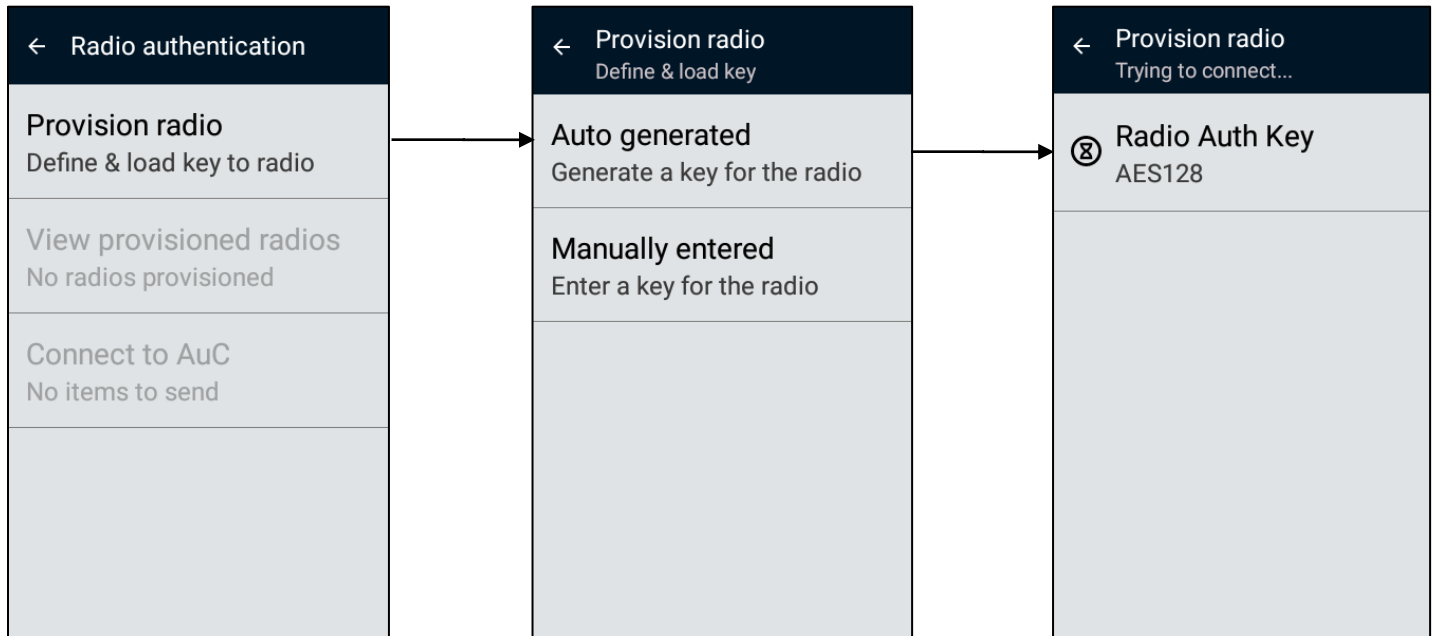 Radio authentication
Provision radio
Define & load key to radio
View provisioned radios
No radios provisioned
Connect to AuC
No items to send
Provision radio
Define & load key
Auto generated
Generate a key for the radio
Manually entered
Enter a key for the radio
Provision radio
Trying to connect...
Radio Auth Key
AES128